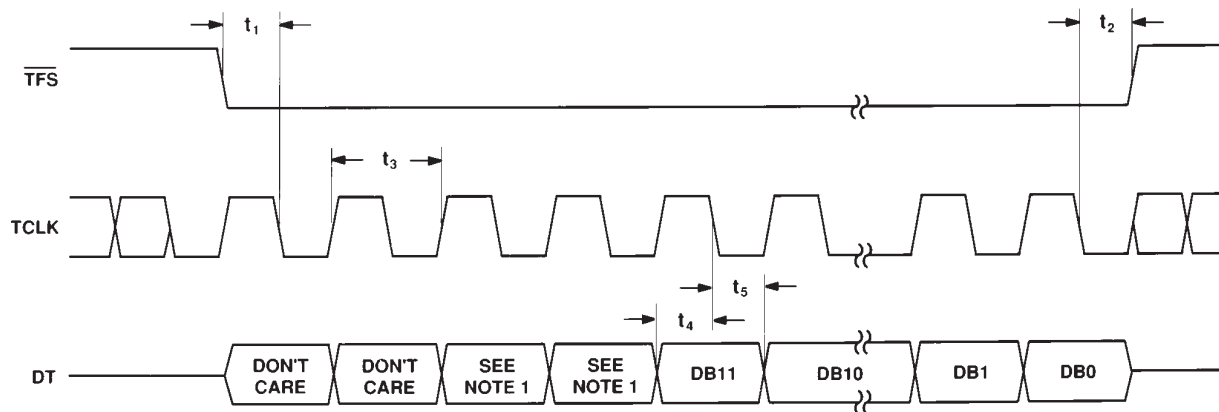 t₁
t₂
T̅F̅S̅
t₃
TCLK
t₅
t₄
DT
DON'T
CARE
DON'T
CARE
SEE
NOTE 1
SEE
NOTE 1
DB11
DB10
DB1
DB0